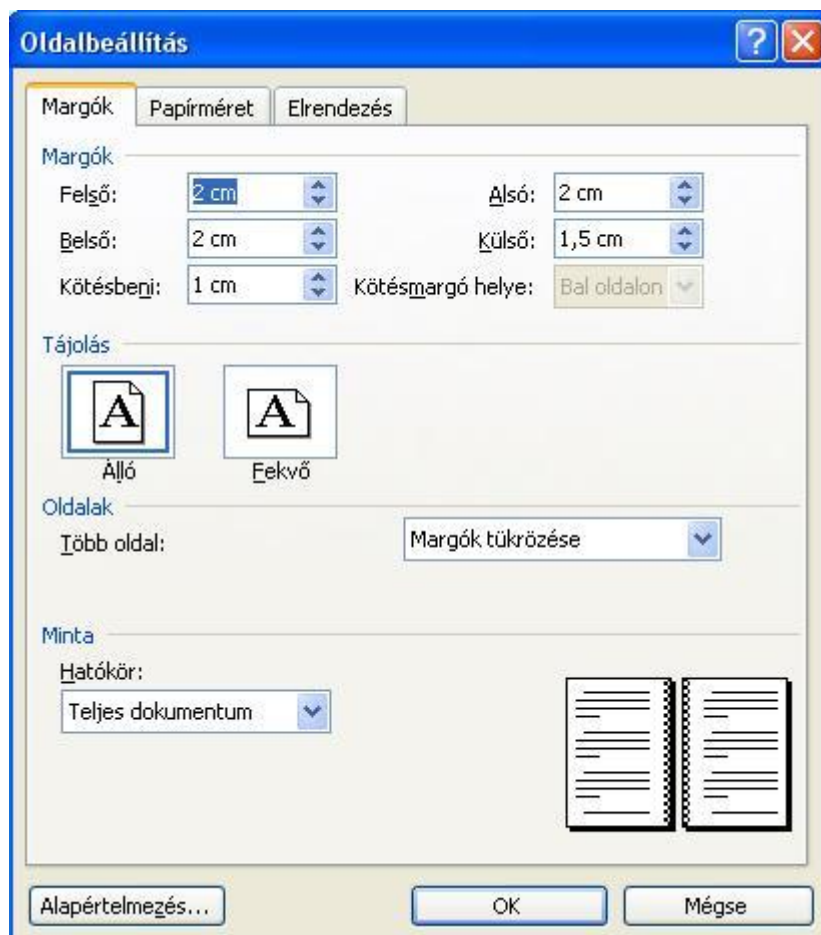 Oldalbeállítás
Margók Papírméret Elrendezés
Margók
Felső: 2 cm Alsó: 2 cm
Belső: 2 cm Külső: 1,5 cm
Kötésbeni: 1 cm Kötésmargó helye: Bal oldalon
Tájolás
A A
Álló Fekvő
Oldalak
Több oldal: Margók tükrözése
Minta
Hatókör:
Teljes dokumentum
Alapértelmezés... OK Mégse